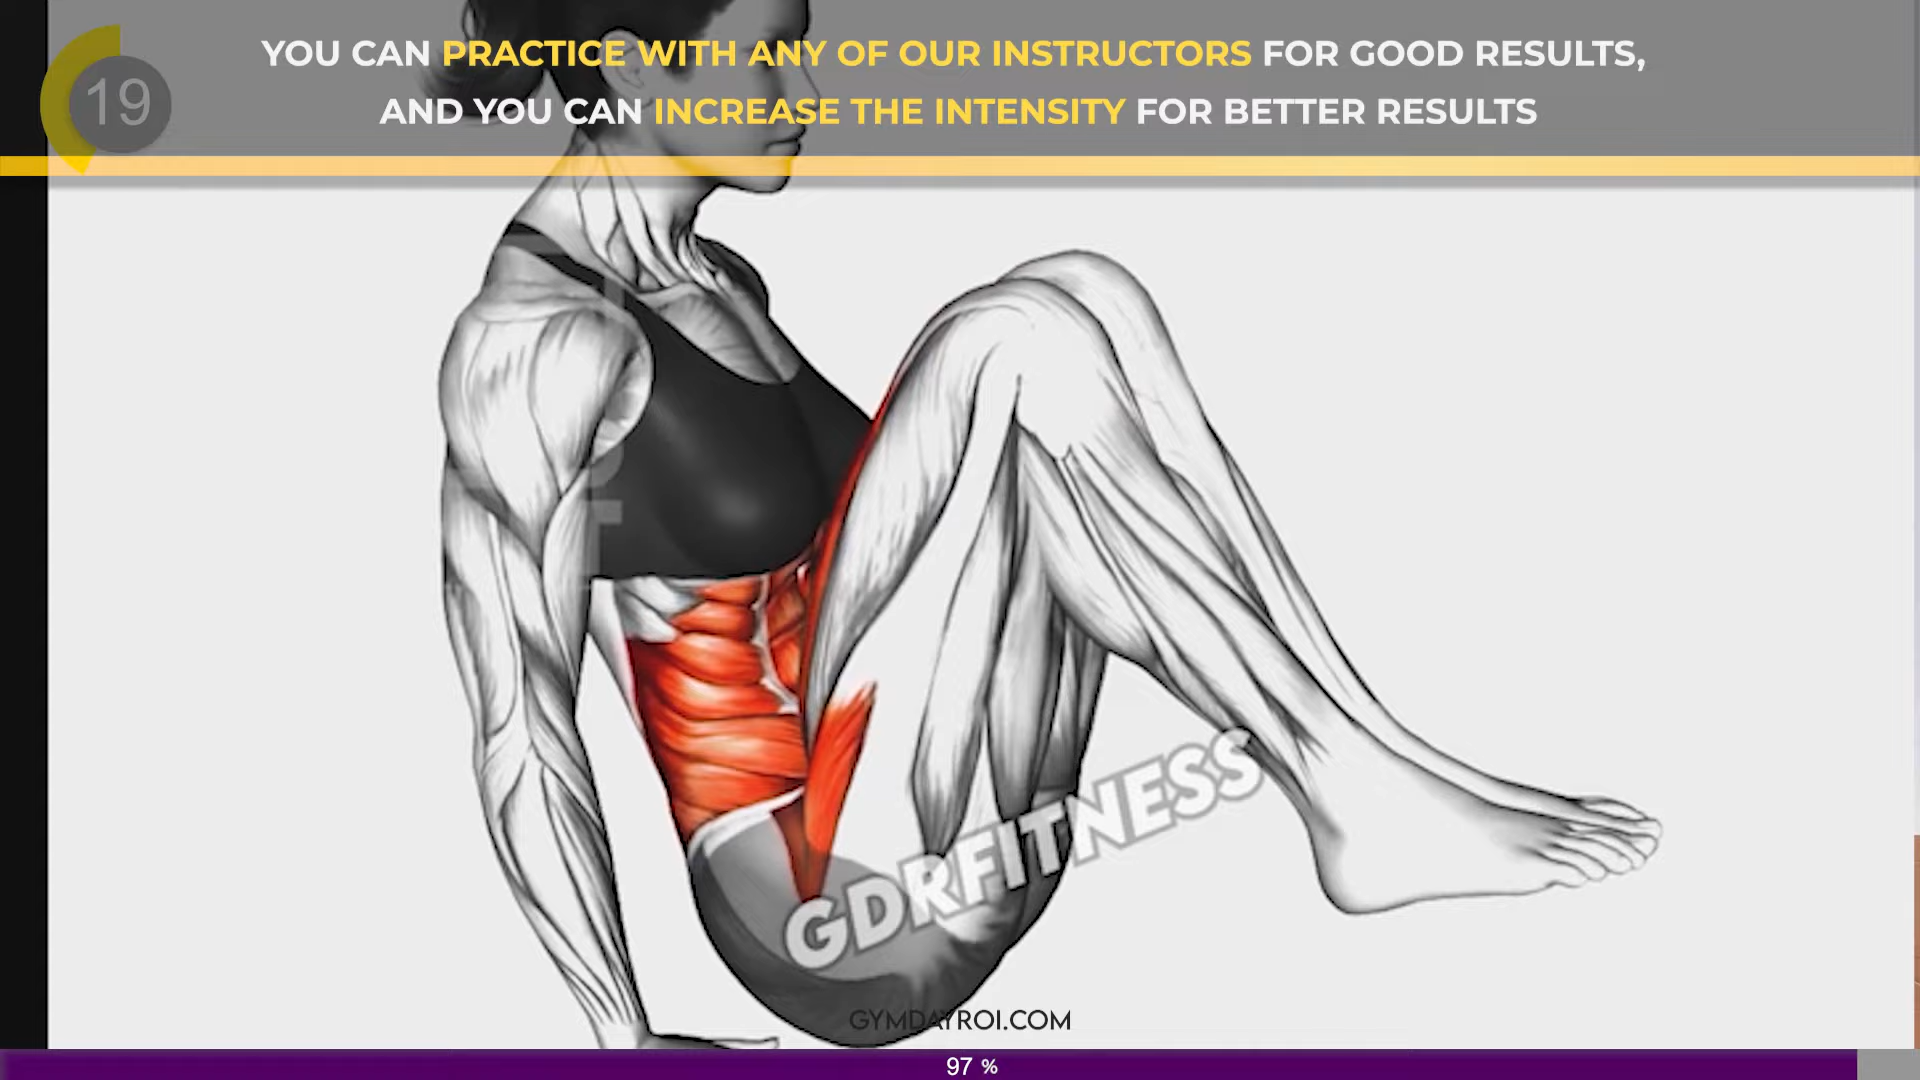 YOU CAN PRACTICE WITH ANY OF OUR INSTRUCTORS FOR GOOD RESULTS,
19
AND YOU CAN INCREASE THE INTENSITY FOR BETTER RESULTS
GDRFITNESS
GYMDAYROI.COM
97 %